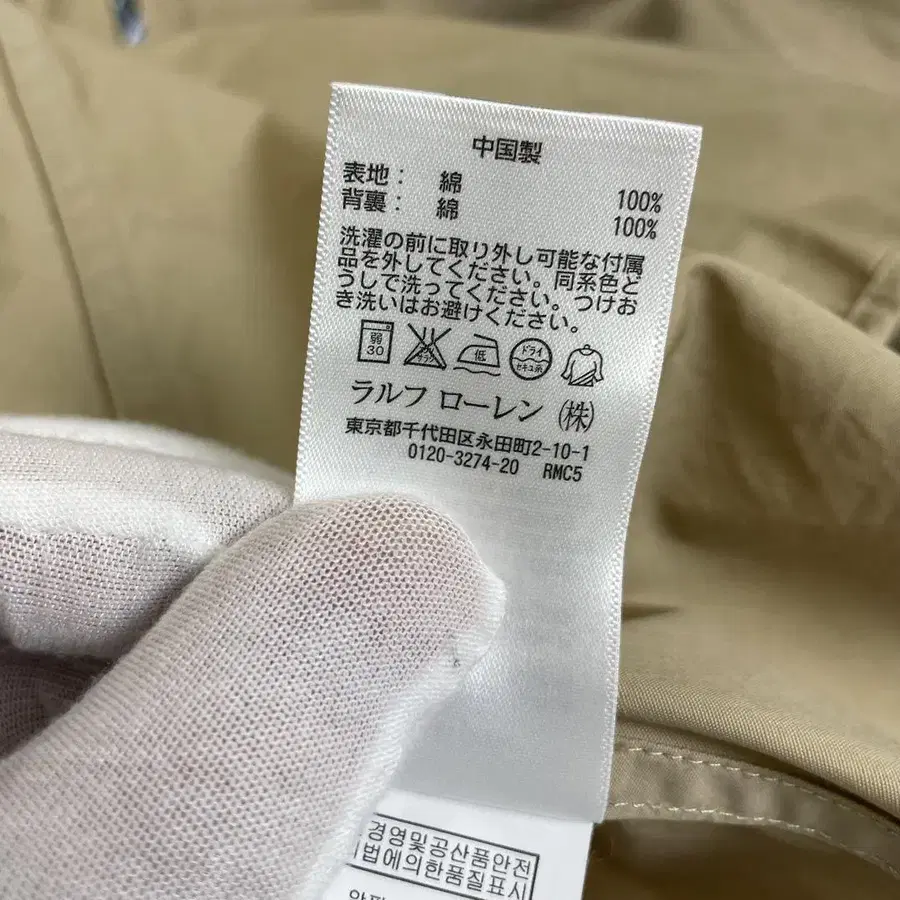 中国製
表地: 綿 100%
背裏: 綿 100%
洗濯の前に取り外し可能な付属
品を外してください。同系色ど
うしで洗ってください。つけお
き洗いはお避けください。
弱 30 低 ドライ セキユ系
ラルフ ローレン (株)
東京都千代田区永田町2-10-1
0120-3274-20 RMC5
경영및공산품안전
법에의한품질표시